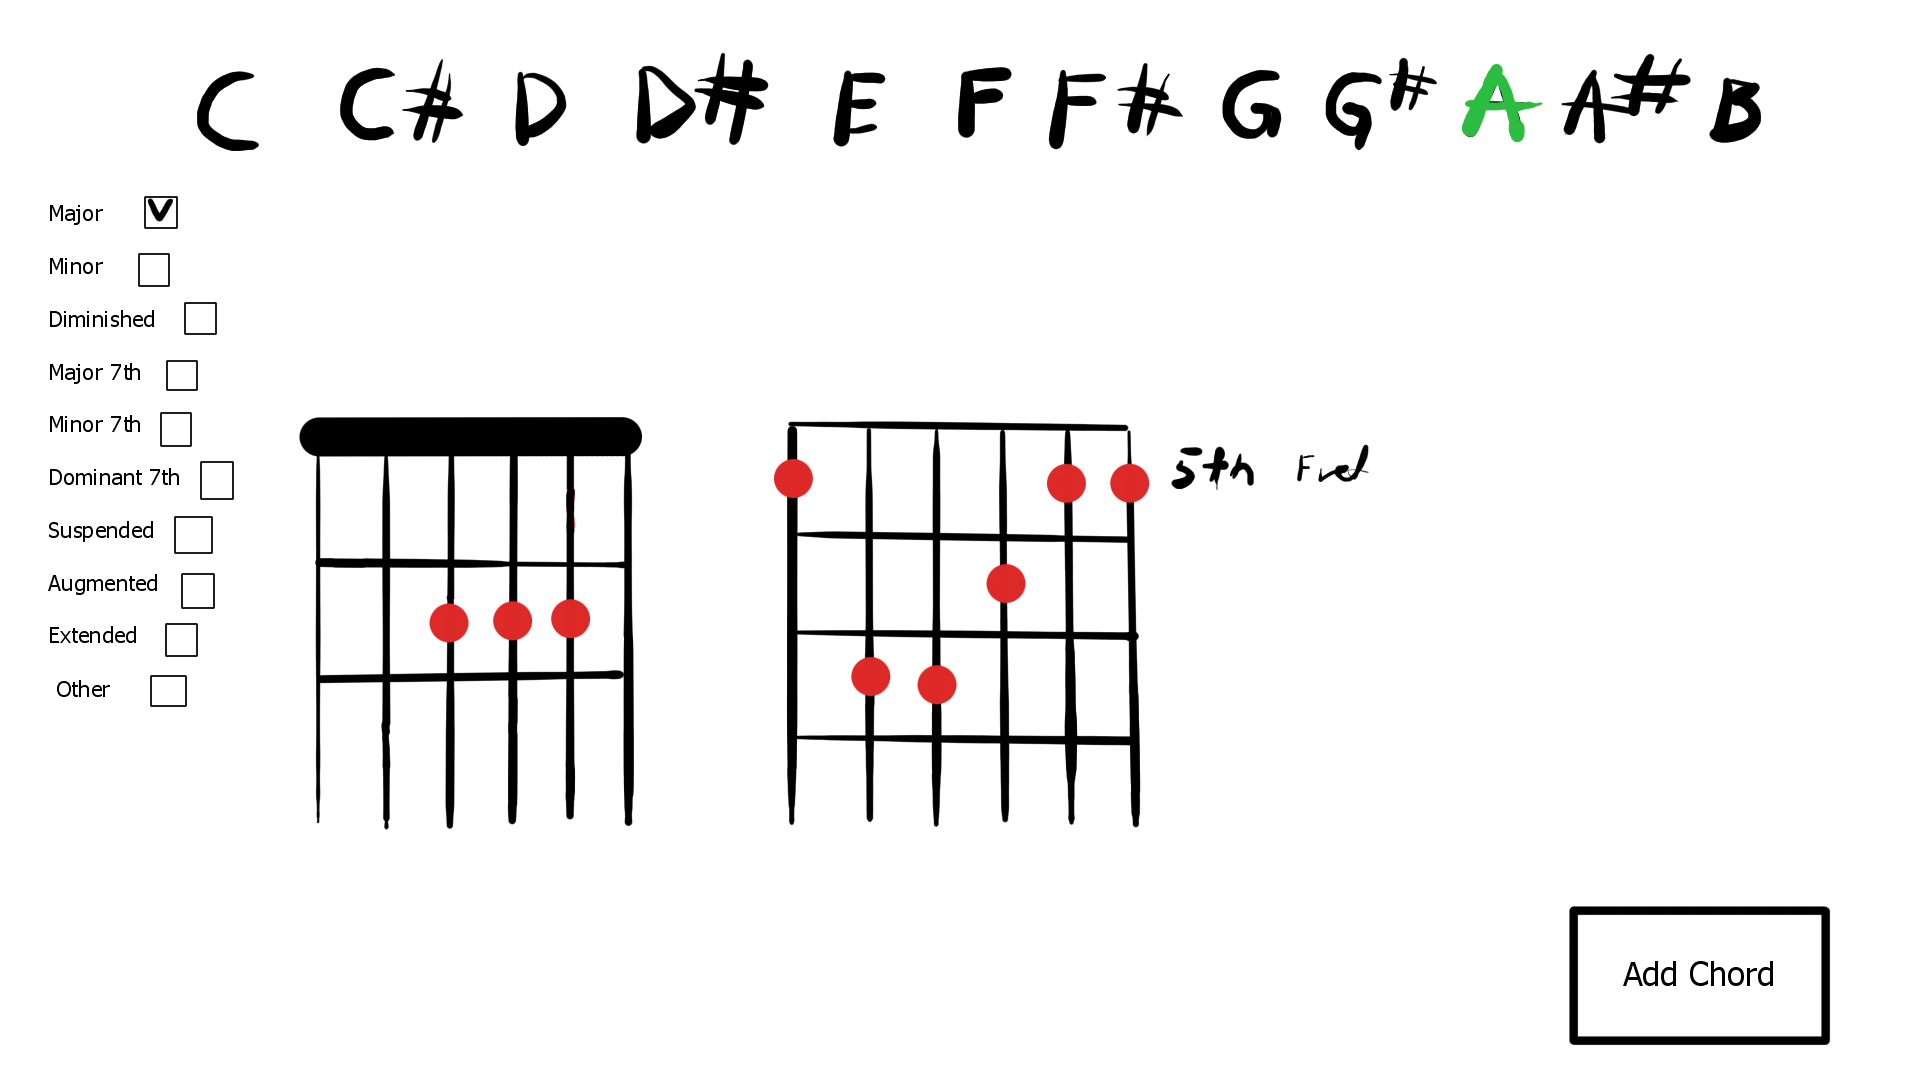 C C# D D# E F F# G G# A A# B
Major
Minor
Diminished
Major 7th
Minor 7th
Dominant 7th
Suspended
Augmented
Extended
Other
5th Fret
Add Chord